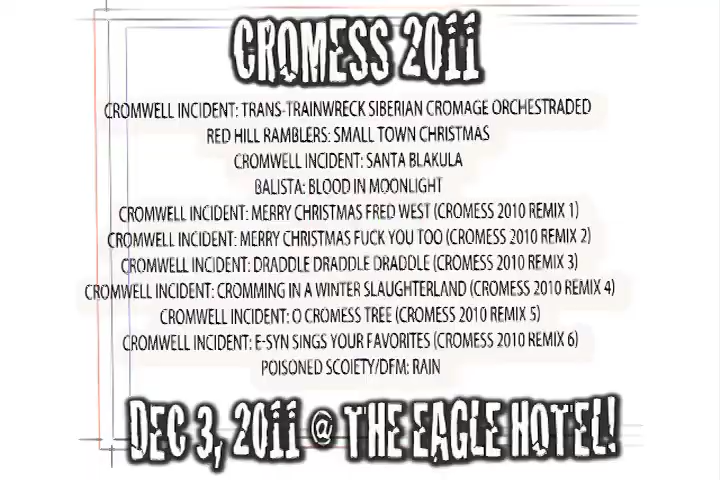 CROMESS 2011
CROMWELL INCIDENT: TRANS-TRAINWRECK SIBERIAN CROMAGE ORCHESTRADED
RED HILL RAMBLERS: SMALL TOWN CHRISTMAS
CROMWELL INCIDENT: SANTA BLAKULA
BALISTA: BLOOD IN MOONLIGHT
CROMWELL INCIDENT: MERRY CHRISTMAS FRED WEST (CROMESS 2010 REMIX 1)
CROMWELL INCIDENT: MERRY CHRISTMAS FUCK YOU TOO (CROMESS 2010 REMIX 2)
CROMWELL INCIDENT: DRADDLE DRADDLE DRADDLE (CROMESS 2010 REMIX 3)
CROMWELL INCIDENT: CROMMING IN A WINTER SLAUGHTERLAND (CROMESS 2010 REMIX 4)
CROMWELL INCIDENT: O CROMESS TREE (CROMESS 2010 REMIX 5)
CROMWELL INCIDENT: E-SYN SINGS YOUR FAVORITES (CROMESS 2010 REMIX 6)
POISONED SCOIETY/DFM: RAIN
DEC 3, 2011 @ THE EAGLE HOTEL!